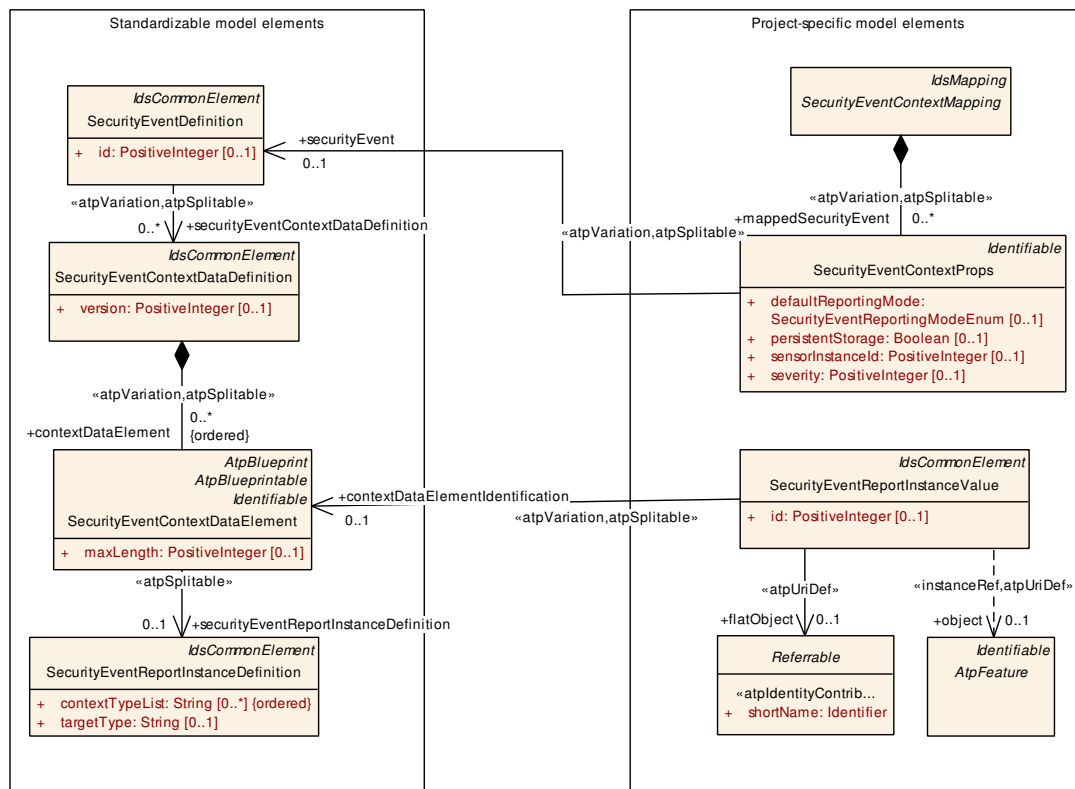 Standardizable model elements
IdsCommonElement
SecurityEventDefinition
+ id: PositiveInteger [0..1]
«atpVariation,atpSplitable»
0..* +securityEventContextDataDefinition
IdsCommonElement
SecurityEventContextDataDefinition
+ version: PositiveInteger [0..1]
«atpVariation,atpSplitable»
0..*
+contextDataElement {ordered}
AtpBlueprint
AtpBlueprintable
Identifiable
SecurityEventContextDataElement
+ maxLength: PositiveInteger [0..1]
«atpSplitable»
0..1 +securityEventReportInstanceDefinition
IdsCommonElement
SecurityEventReportInstanceDefinition
+ contextTypeList: String [0..*] {ordered}
+ targetType: String [0..1]
+securityEvent
0..1
«atpVariation,atpSplitable»
+contextDataElementIdentification
0..1
«atpVariation,atpSplitable»
Project-specific model elements
IdsMapping
SecurityEventContextMapping
«atpVariation,atpSplitable»
+mappedSecurityEvent 0..*
Identifiable
SecurityEventContextProps
+ defaultReportingMode:
SecurityEventReportingModeEnum [0..1]
+ persistentStorage: Boolean [0..1]
+ sensorInstanceId: PositiveInteger [0..1]
+ severity: PositiveInteger [0..1]
IdsCommonElement
SecurityEventReportInstanceValue
+ id: PositiveInteger [0..1]
«atpUriDef»
+flatObject 0..1
«instanceRef,atpUriDef»
+object 0..1
Referrable
«atpIdentityContrib...
+ shortName: Identifier
Identifiable
AtpFeature